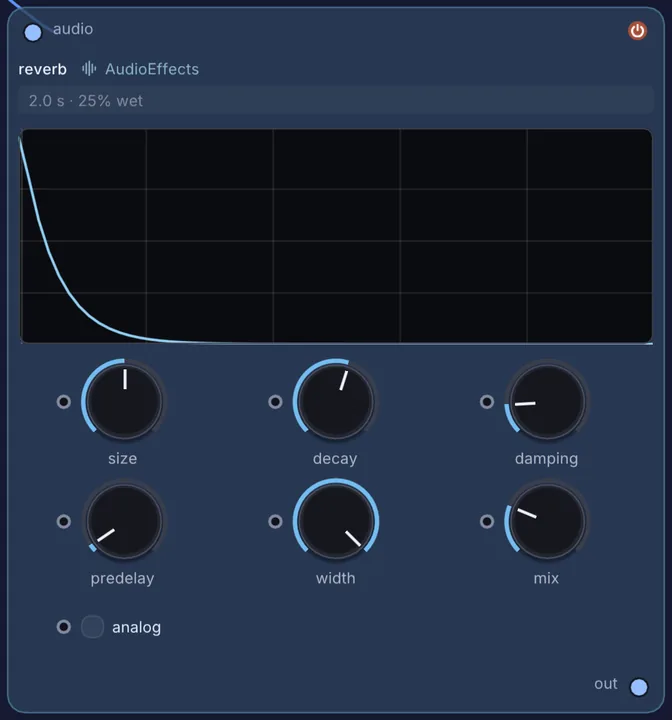 audio
reverb AudioEffects
2.0 s · 25% wet
size decay damping
predelay width mix
analog
out